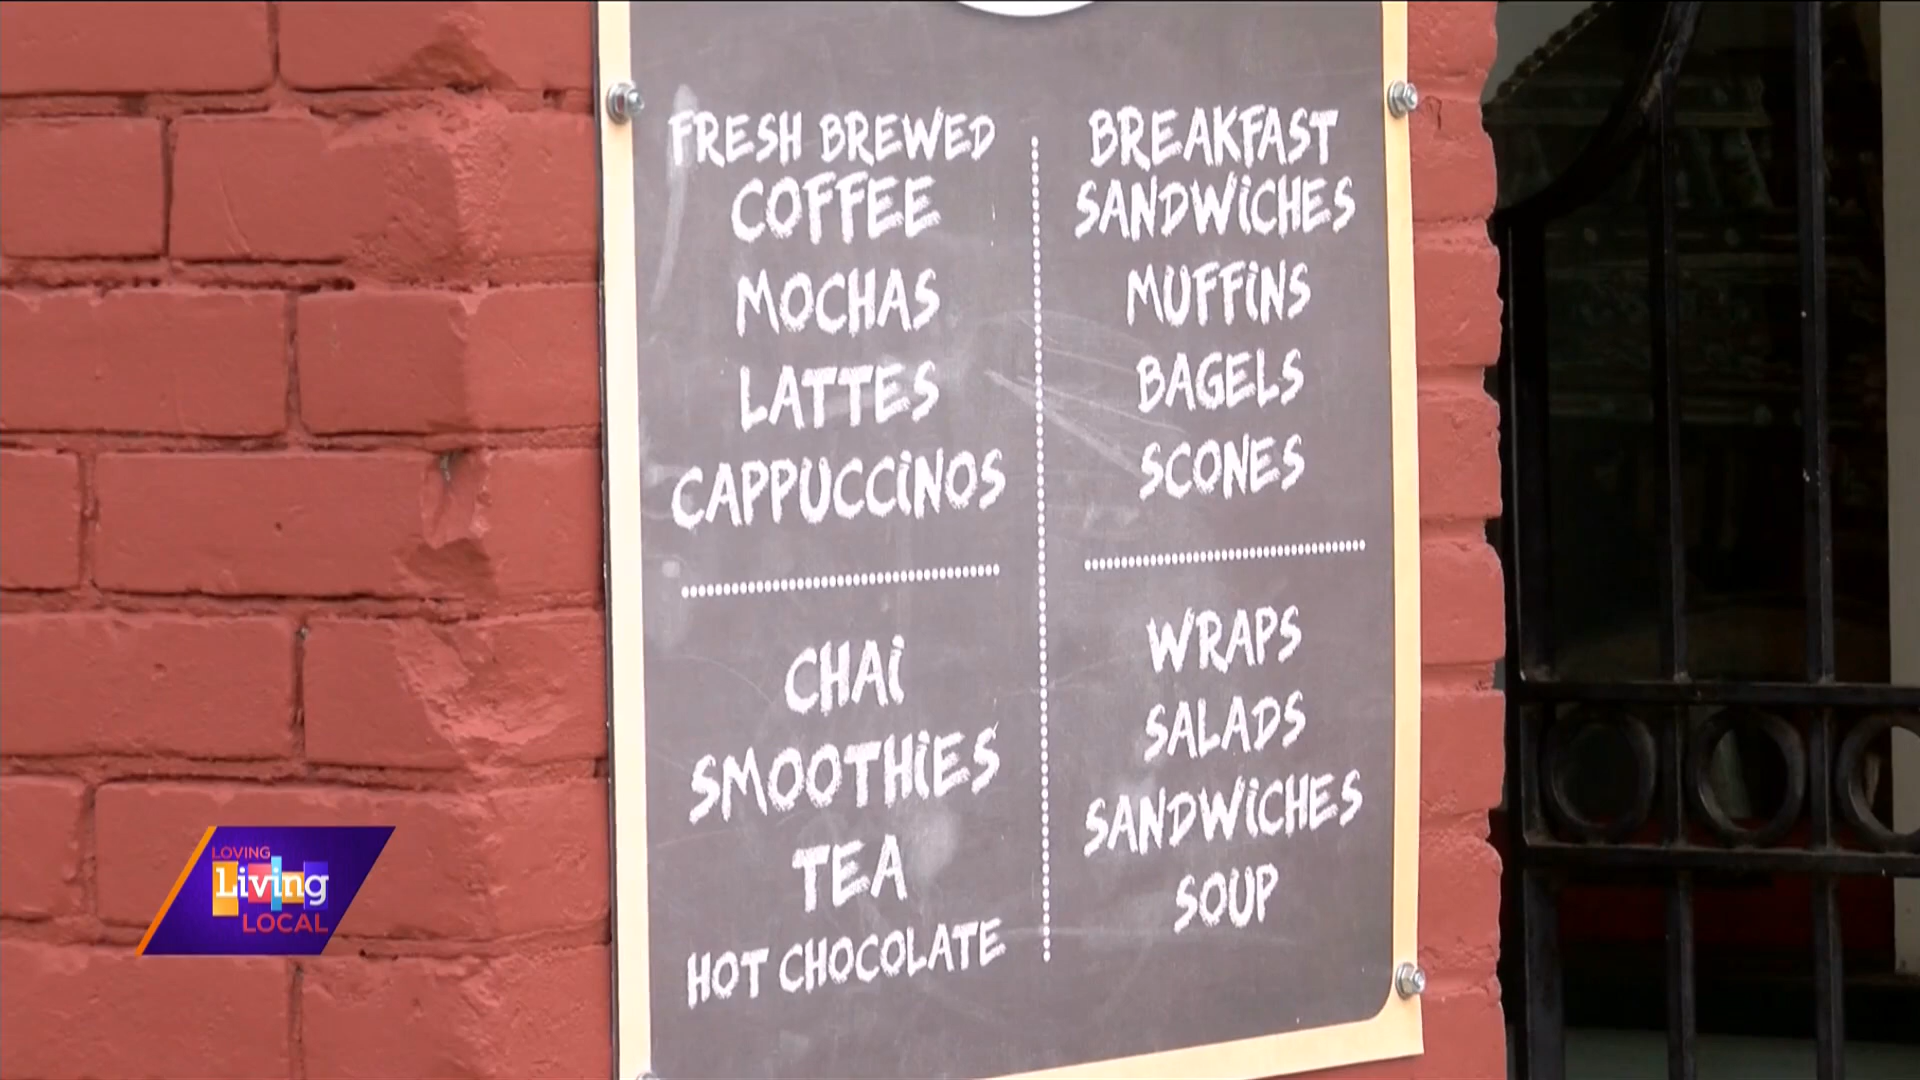 FRESH BREWED
COFFEE
MOCHAS
LATTES
CAPPUCCiNOS
CHAi
SMOOTHiES
TEA
HOT CHOCOLATE
BREAKFAST
SANDWiCHES
MUFFiNS
BAGELS
SCONES
WRAPS
SALADS
SANDWiCHES
SOUP
LOVING
Living
LOCAL